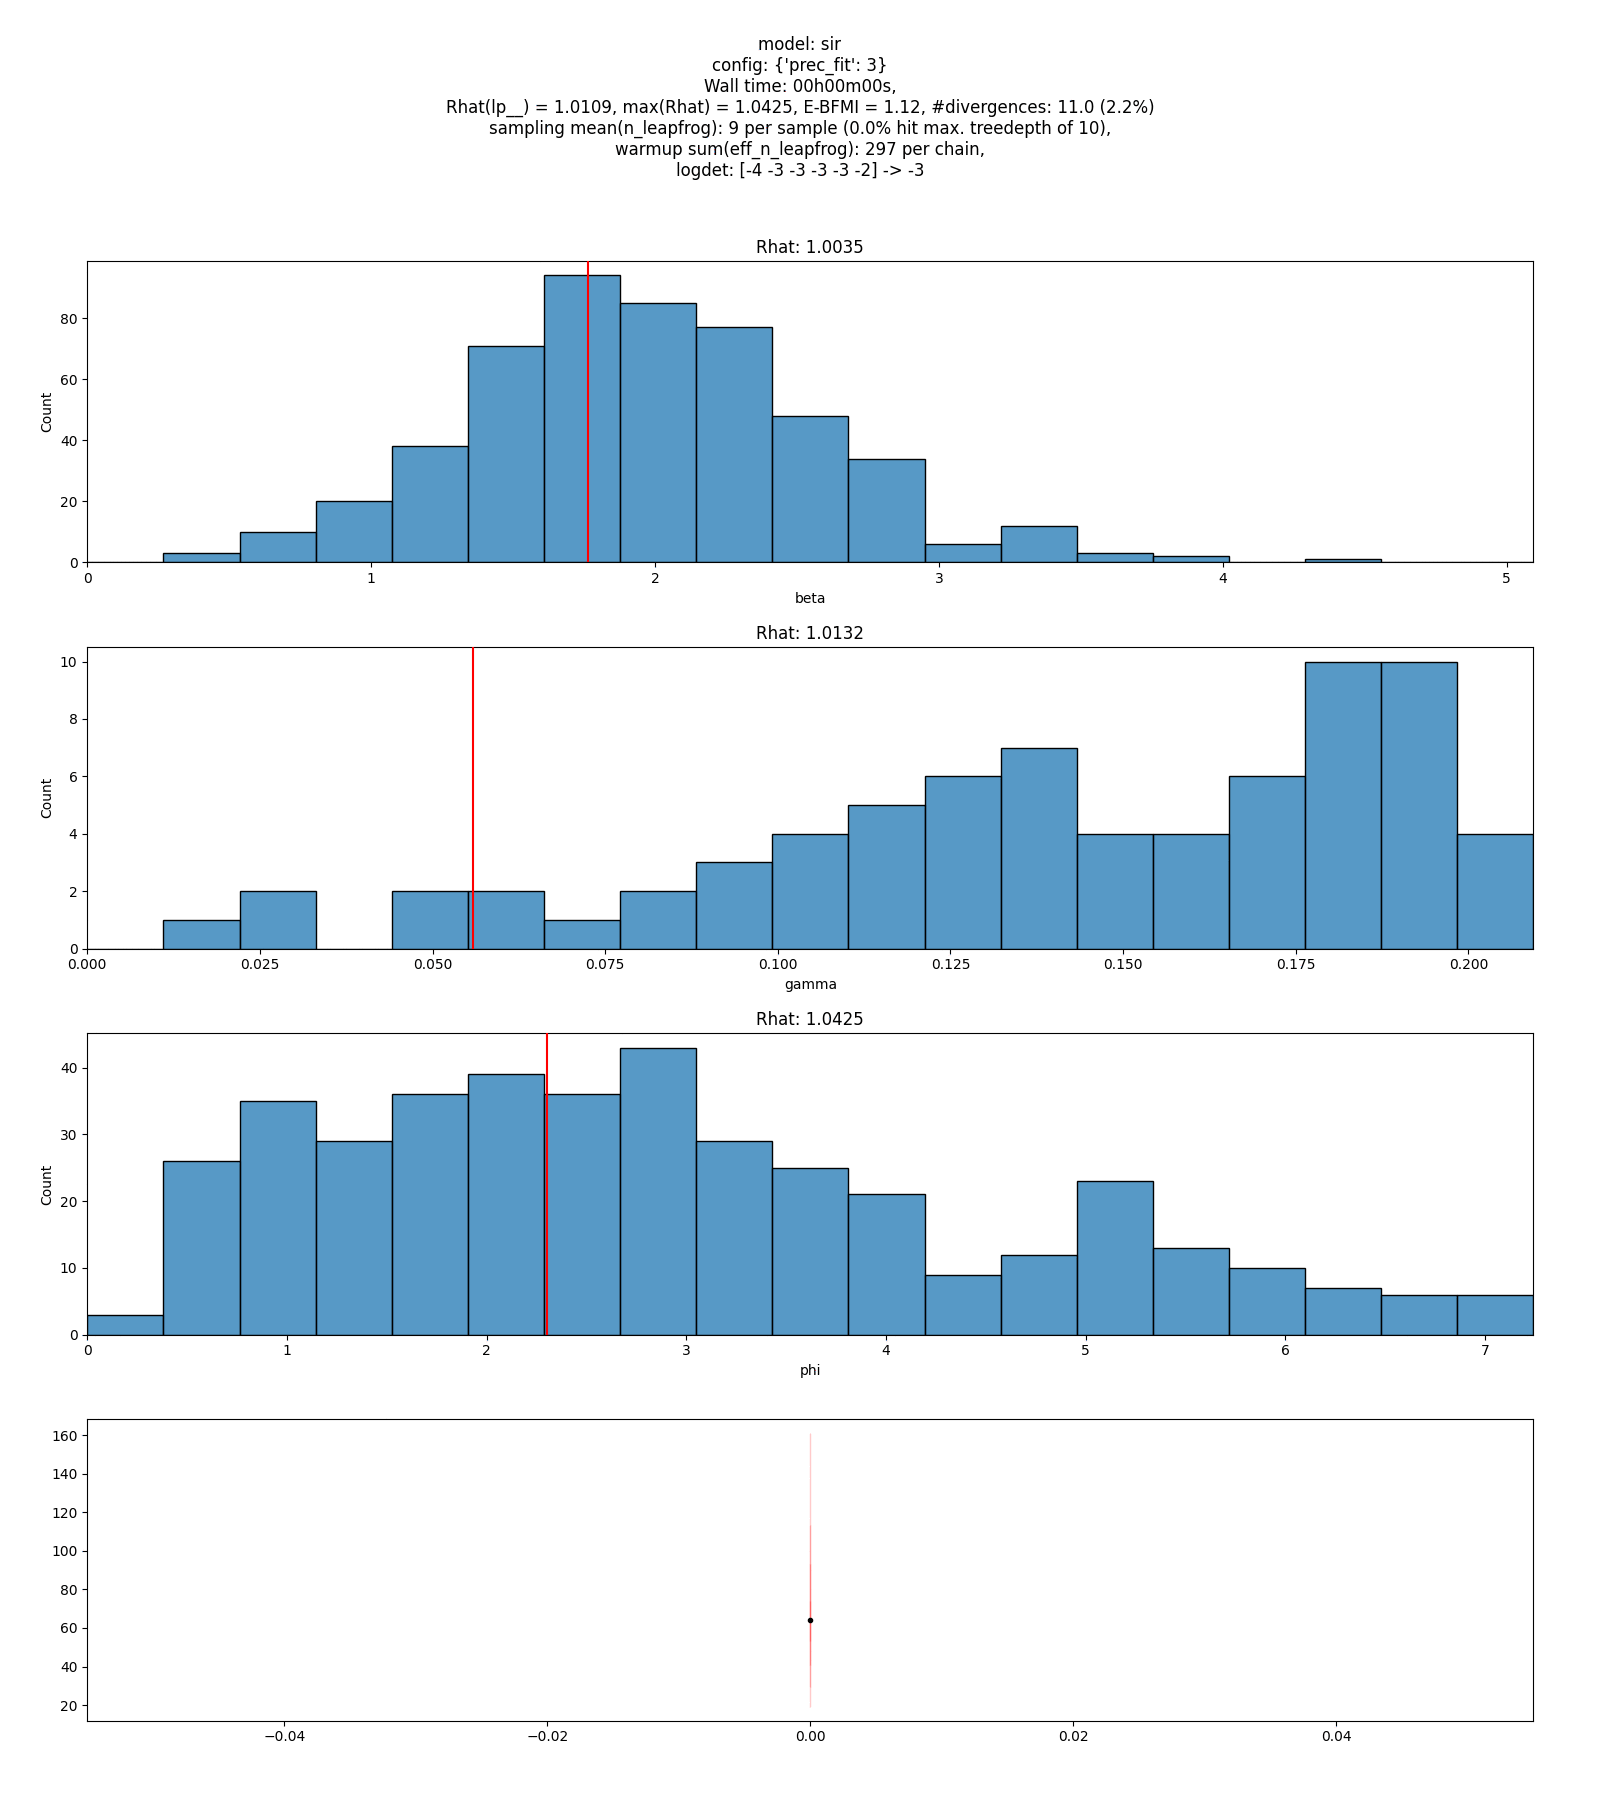 model: sir
config: {'prec_fit': 3}
Wall time: 00h00m00s,
Rhat(lp__) = 1.0109, max(Rhat) = 1.0425, E-BFMI = 1.12, #divergences: 11.0 (2.2%)
sampling mean(n_leapfrog): 9 per sample (0.0% hit max. treedepth of 10),
warmup sum(eff_n_leapfrog): 297 per chain,
logdet: [-4 -3 -3 -3 -3 -2] -> -3
Rhat: 1.0035
80
60
40
20
0
Count
0 1 2 3 4 5
beta
Rhat: 1.0132
10
8
6
4
2
0
Count
0.000 0.025 0.050 0.075 0.100 0.125 0.150 0.175 0.200
gamma
Rhat: 1.0425
40
30
20
10
0
Count
0 1 2 3 4 5 6 7
phi
160
140
120
100
80
60
40
20
−0.04 −0.02 0.00 0.02 0.04